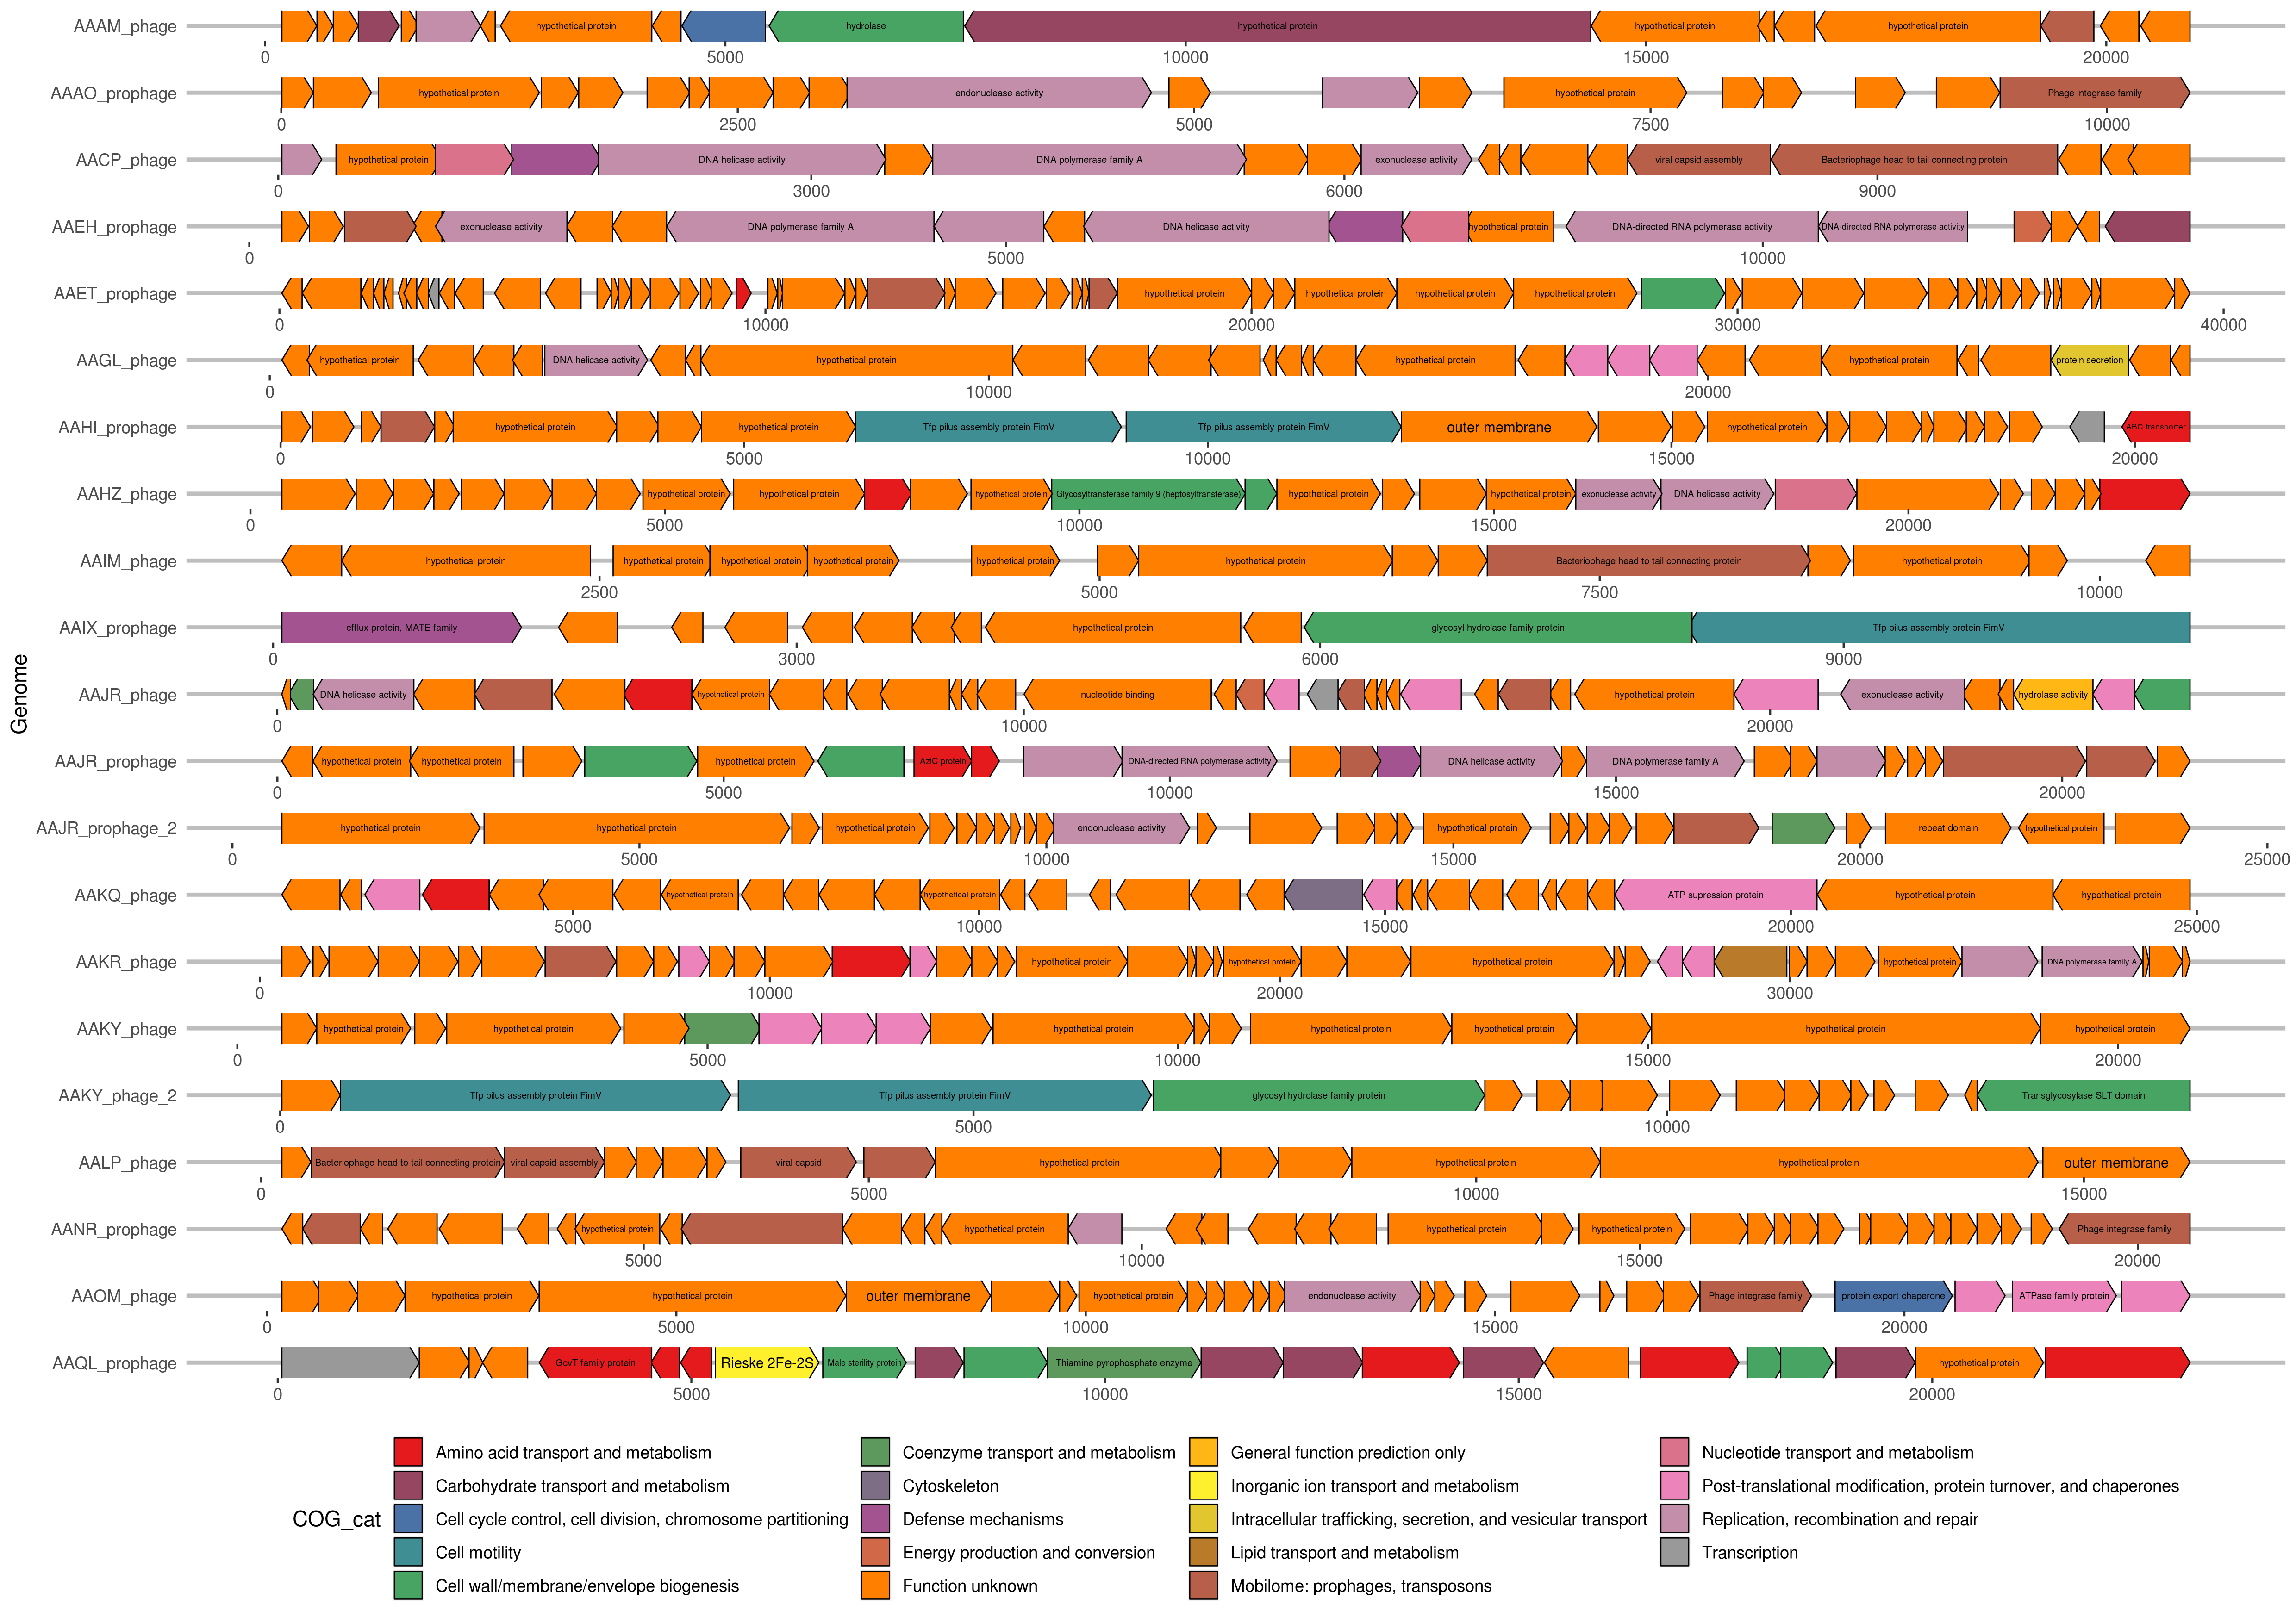 AAAM_phage
hypothetical protein hydrolase hypothetical protein hypothetical protein hypothetical protein
0 5000 10000 15000 20000
AAAO_prophage
hypothetical protein endonuclease activity hypothetical protein Phage integrase family
0 2500 5000 7500 10000
AACP_phage
hypothetical protein DNA helicase activity DNA polymerase family A exonuclease activity viral capsid assembly Bacteriophage head to tail connecting protein
0 3000 6000 9000
AAEH_prophage
exonuclease activity DNA polymerase family A DNA helicase activity hypothetical protein DNA-directed RNA polymerase activity DNA-directed RNA polymerase activity
0 5000 10000
AAET_prophage
hypothetical protein hypothetical protein hypothetical protein hypothetical protein
0 10000 20000 30000 40000
AAGL_phage
hypothetical protein DNA helicase activity hypothetical protein hypothetical protein hypothetical protein protein secretion
0 10000 20000
AAHI_prophage
hypothetical protein hypothetical protein Tfp pilus assembly protein FimV Tfp pilus assembly protein FimV outer membrane hypothetical protein ABC transporter
0 5000 10000 15000 20000
AAHZ_phage
hypothetical protein hypothetical protein hypothetical protein Glycosyltransferase family 9 (heptosyltransferase) hypothetical protein hypothetical protein exonuclease activity DNA helicase activity
0 5000 10000 15000 20000
AAIM_phage
hypothetical protein hypothetical protein hypothetical protein hypothetical protein hypothetical protein hypothetical protein Bacteriophage head to tail connecting protein hypothetical protein
2500 5000 7500 10000
AAIX_prophage
efflux protein, MATE family hypothetical protein glycosyl hydrolase family protein Tfp pilus assembly protein FimV
0 3000 6000 9000
Genome
AAJR_phage
DNA helicase activity hypothetical protein nucleotide binding hypothetical protein exonuclease activity hydrolase activity
0 10000 20000
AAJR_prophage
hypothetical protein hypothetical protein hypothetical protein AzlC protein DNA-directed RNA polymerase activity DNA helicase activity DNA polymerase family A
0 5000 10000 15000 20000
AAJR_prophage_2
hypothetical protein hypothetical protein hypothetical protein endonuclease activity hypothetical protein repeat domain hypothetical protein
0 5000 10000 15000 20000 25000
AAKQ_phage
hypothetical protein hypothetical protein ATP supression protein hypothetical protein hypothetical protein
5000 10000 15000 20000 25000
AAKR_phage
hypothetical protein hypothetical protein hypothetical protein hypothetical protein DNA polymerase family A
0 10000 20000 30000
AAKY_phage
hypothetical protein hypothetical protein hypothetical protein hypothetical protein hypothetical protein hypothetical protein hypothetical protein
0 5000 10000 15000 20000
AAKY_phage_2
Tfp pilus assembly protein FimV Tfp pilus assembly protein FimV glycosyl hydrolase family protein Transglycosylase SLT domain
0 5000 10000
AALP_phage
Bacteriophage head to tail connecting protein viral capsid assembly viral capsid hypothetical protein hypothetical protein hypothetical protein outer membrane
0 5000 10000 15000
AANR_prophage
hypothetical protein hypothetical protein hypothetical protein hypothetical protein Phage integrase family
5000 10000 15000 20000
AAOM_phage
hypothetical protein hypothetical protein outer membrane hypothetical protein endonuclease activity Phage integrase family protein export chaperone ATPase family protein
0 5000 10000 15000 20000
AAQL_prophage
GcvT family protein Rieske 2Fe-2S Male sterility protein Thiamine pyrophosphate enzyme hypothetical protein
0 5000 10000 15000 20000
COG_cat
Amino acid transport and metabolism
Carbohydrate transport and metabolism
Cell cycle control, cell division, chromosome partitioning
Cell motility
Cell wall/membrane/envelope biogenesis
Coenzyme transport and metabolism
Cytoskeleton
Defense mechanisms
Energy production and conversion
Function unknown
General function prediction only
Inorganic ion transport and metabolism
Intracellular trafficking, secretion, and vesicular transport
Lipid transport and metabolism
Mobilome: prophages, transposons
Nucleotide transport and metabolism
Post-translational modification, protein turnover, and chaperones
Replication, recombination and repair
Transcription